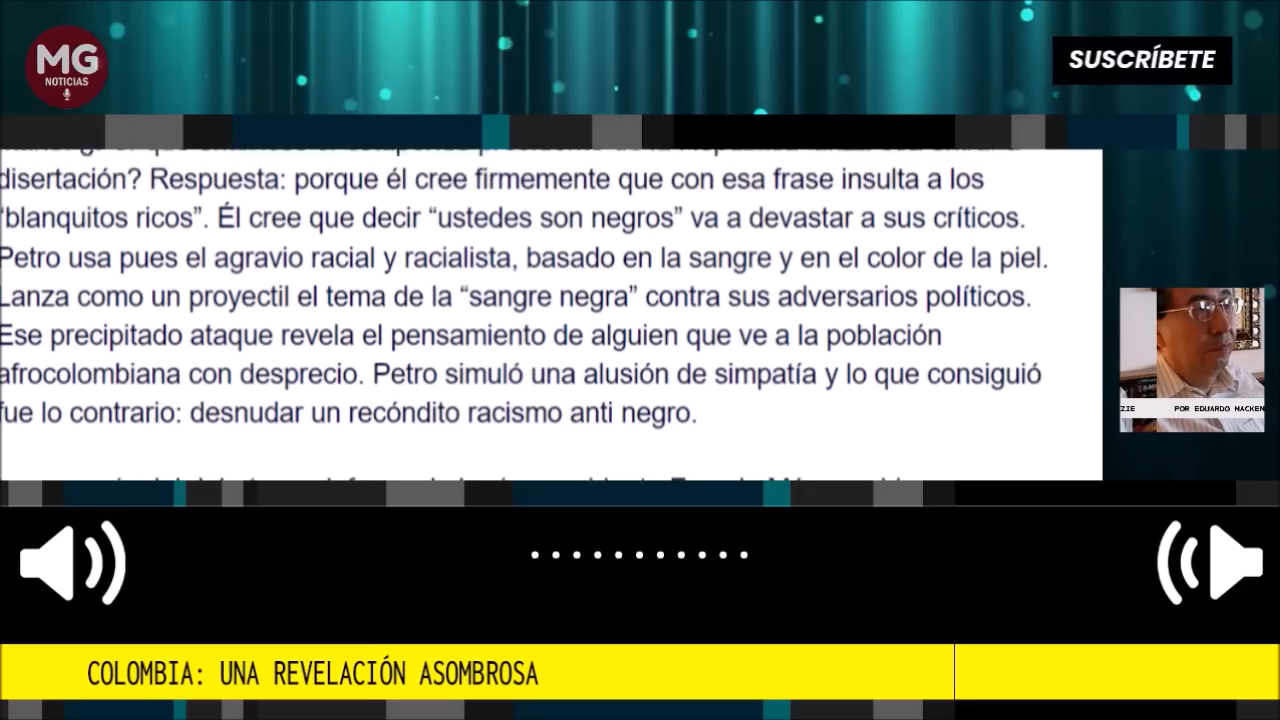 MG
NOTICIAS
SUSCRÍBETE
disertación? Respuesta: porque él cree firmemente que con esa frase insulta a los
“blanquitos ricos”. Él cree que decir “ustedes son negros” va a devastar a sus críticos.
Petro usa pues el agravio racial y racialista, basado en la sangre y en el color de la piel.
Lanza como un proyectil el tema de la “sangre negra” contra sus adversarios políticos.
Ese precipitado ataque revela el pensamiento de alguien que ve a la población
afrocolombiana con desprecio. Petro simuló una alusión de simpatía y lo que consiguió
fue lo contrario: desnudar un recóndito racismo anti negro.
ZIE POR EDUARDO MACKEN
COLOMBIA: UNA REVELACIÓN ASOMBROSA